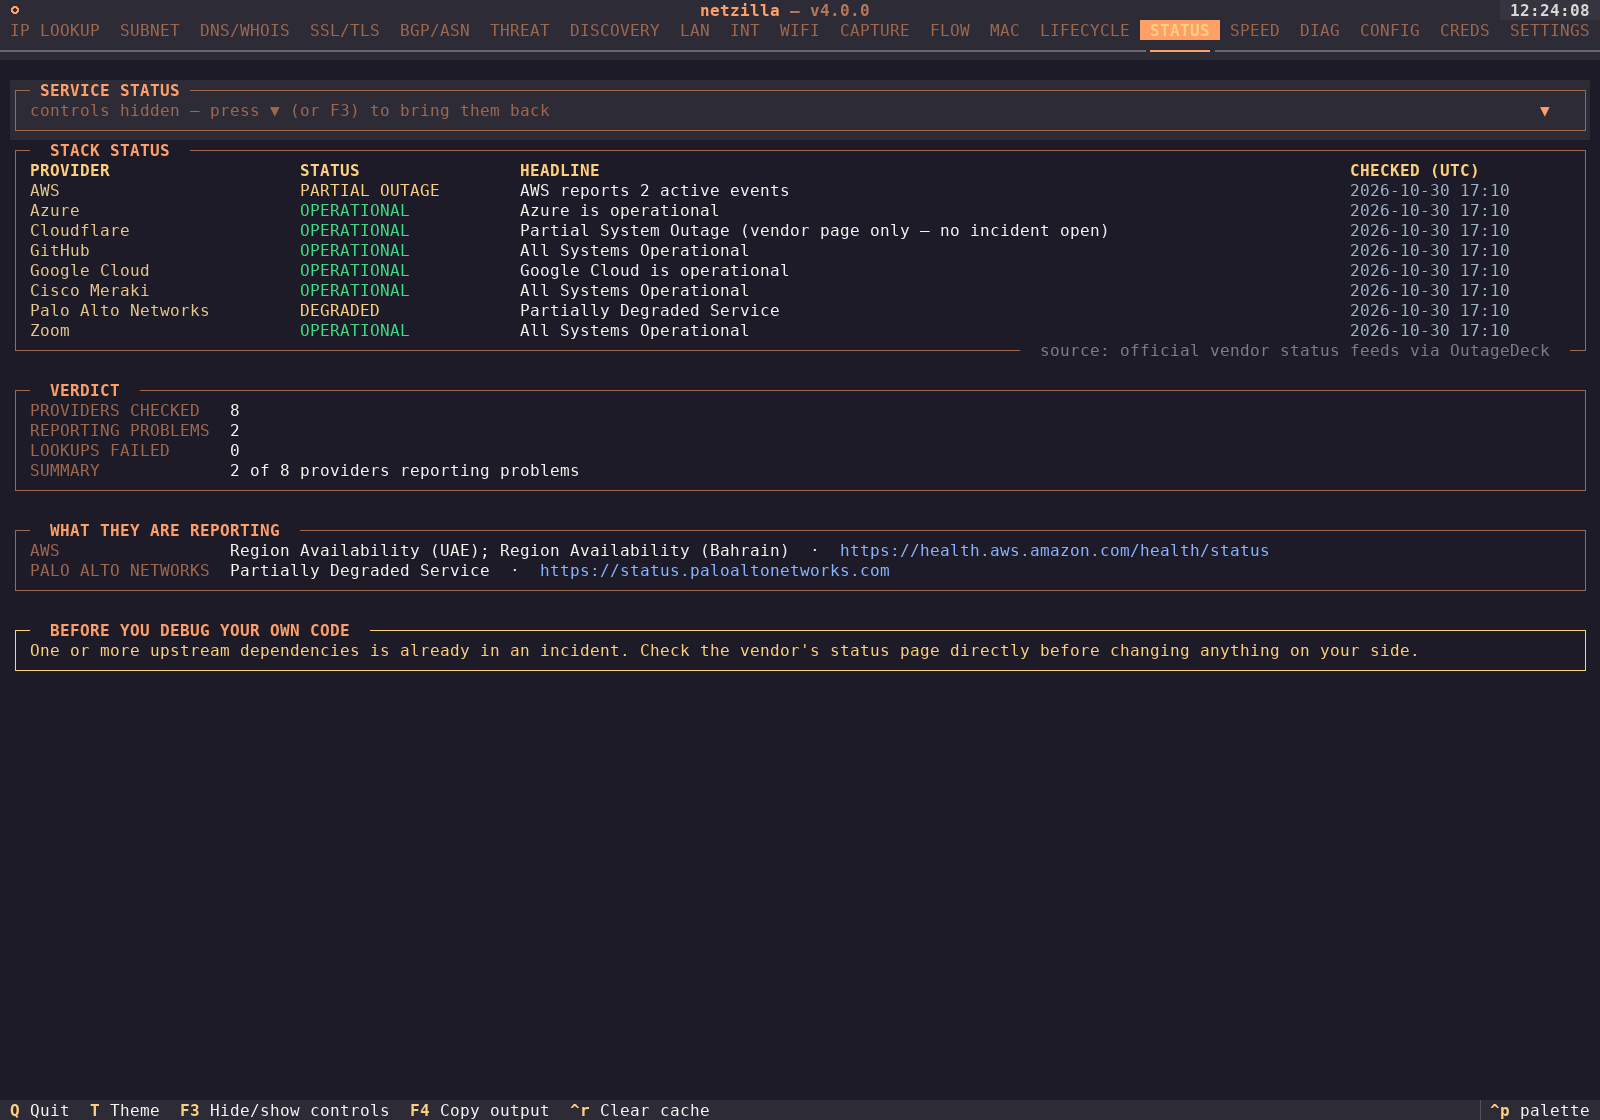 netzilla — v4.0.0 12:24:08
IP LOOKUP SUBNET DNS/WHOIS SSL/TLS BGP/ASN THREAT DISCOVERY LAN INT WIFI CAPTURE FLOW MAC LIFECYCLE STATUS SPEED DIAG CONFIG CREDS SETTINGS
SERVICE STATUS
controls hidden — press ▼ (or F3) to bring them back ▼
STACK STATUS
PROVIDER STATUS HEADLINE CHECKED (UTC)
AWS PARTIAL OUTAGE AWS reports 2 active events 2026-10-30 17:10
Azure OPERATIONAL Azure is operational 2026-10-30 17:10
Cloudflare OPERATIONAL Partial System Outage (vendor page only — no incident open) 2026-10-30 17:10
GitHub OPERATIONAL All Systems Operational 2026-10-30 17:10
Google Cloud OPERATIONAL Google Cloud is operational 2026-10-30 17:10
Cisco Meraki OPERATIONAL All Systems Operational 2026-10-30 17:10
Palo Alto Networks DEGRADED Partially Degraded Service 2026-10-30 17:10
Zoom OPERATIONAL All Systems Operational 2026-10-30 17:10
source: official vendor status feeds via OutageDeck
VERDICT
PROVIDERS CHECKED 8
REPORTING PROBLEMS 2
LOOKUPS FAILED 0
SUMMARY 2 of 8 providers reporting problems
WHAT THEY ARE REPORTING
AWS Region Availability (UAE); Region Availability (Bahrain) · https://health.aws.amazon.com/health/status
PALO ALTO NETWORKS Partially Degraded Service · https://status.paloaltonetworks.com
BEFORE YOU DEBUG YOUR OWN CODE
One or more upstream dependencies is already in an incident. Check the vendor's status page directly before changing anything on your side.
Q Quit T Theme F3 Hide/show controls F4 Copy output ^r Clear cache ^p palette